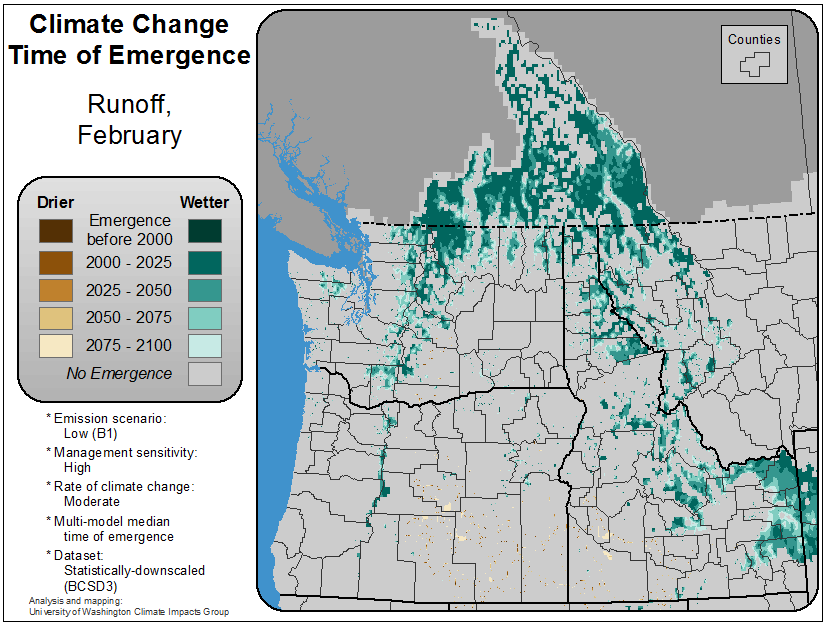 Climate Change
Time of Emergence
Runoff,
February
Drier
Wetter
Emergence
before 2000
2000 - 2025
2025 - 2050
2050 - 2075
2075 - 2100
No Emergence
* Emission scenario:
Low (B1)
* Management sensitivity:
High
* Rate of climate change:
Moderate
* Multi-model median
time of emergence
* Dataset:
Statistically-downscaled
(BCSD3)
Analysis and mapping:
University of Washington Climate Impacts Group
Counties